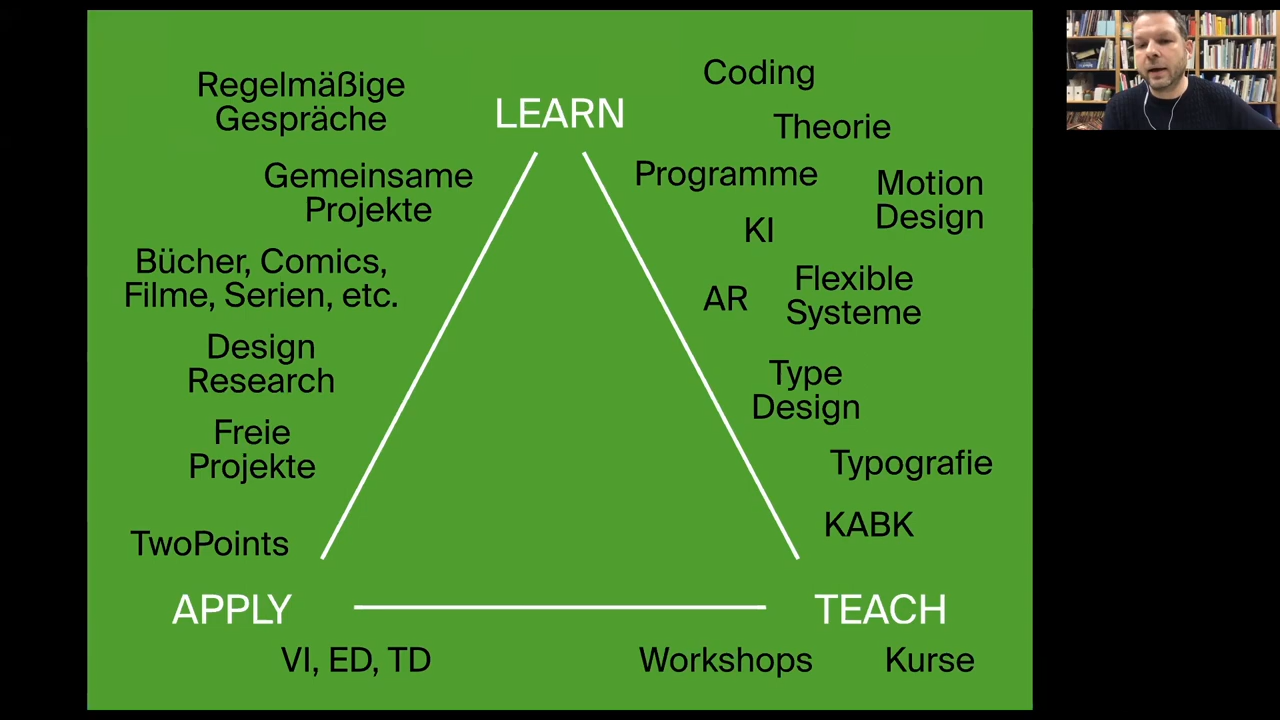 Regelmäßige
Gespräche
LEARN
Coding
Theorie
Gemeinsame
Projekte
Programme
Motion
Design
KI
Bücher, Comics,
Filme, Serien, etc.
AR
Flexible
Systeme
Design
Research
Type
Design
Freie
Projekte
Typografie
KABK
TwoPoints
APPLY
TEACH
VI, ED, TD
Workshops
Kurse